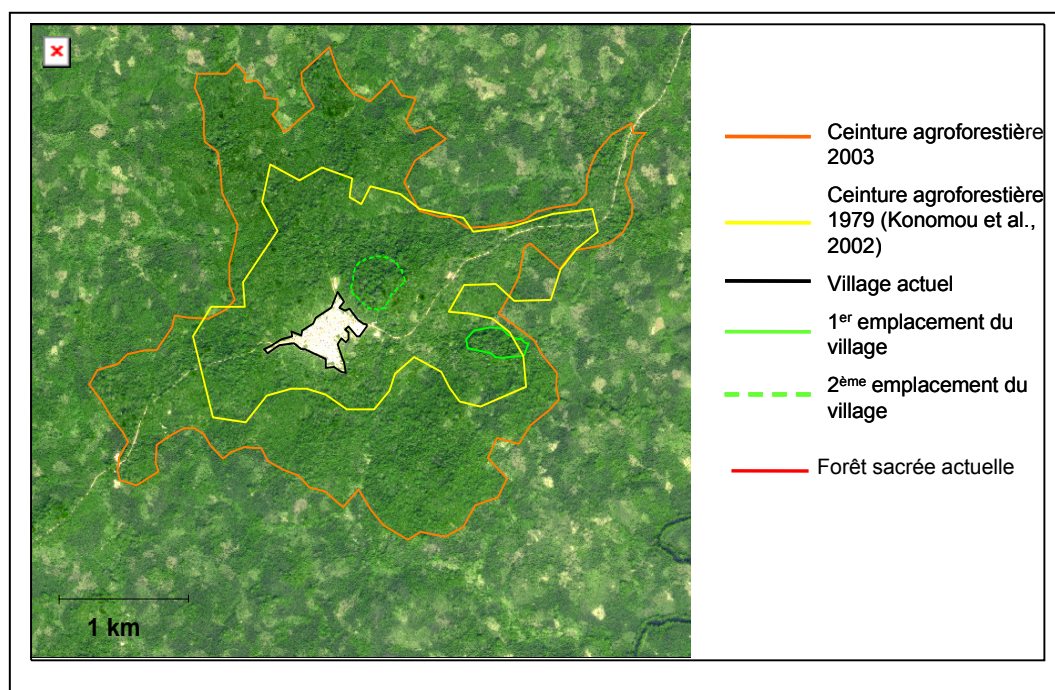 Ceinture agroforestière
2003
Ceinture agroforestière
1979 (Konomou et al.,
2002)
Village actuel
1er emplacement du
village
2ème emplacement du
village
Forêt sacrée actuelle
1 km